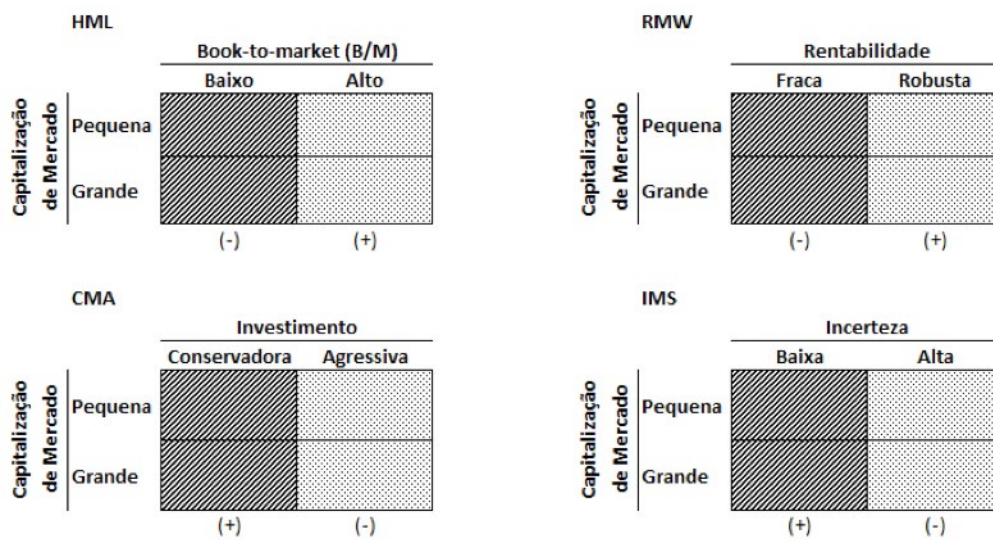 HML
Book-to-market (B/M)
Baixo Alto
Capitalização
de Mercado
Pequena
Grande
(-) (+)
RMW
Rentabilidade
Fraca Robusta
Capitalização
de Mercado
Pequena
Grande
(-) (+)
CMA
Investimento
Conservadora Agressiva
Capitalização
de Mercado
Pequena
Grande
(+) (-)
IMS
Incerteza
Baixa Alta
Capitalização
de Mercado
Pequena
Grande
(+) (-)